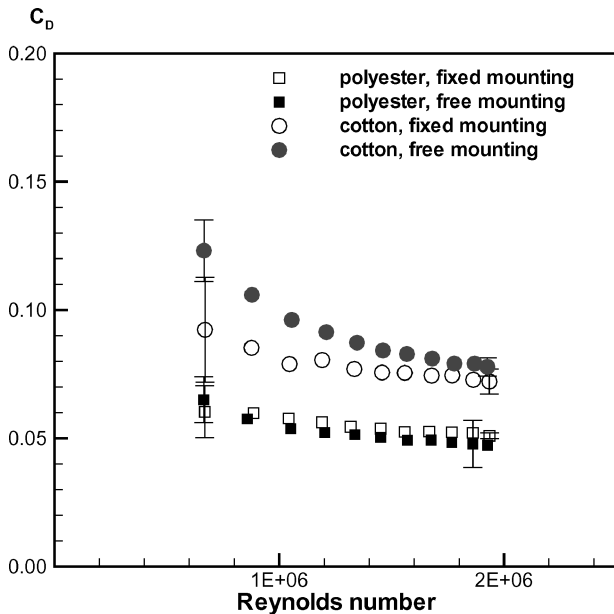 C_D
0.20
polyester, fixed mounting
polyester, free mounting
cotton, fixed mounting
cotton, free mounting
0.15
0.10
0.05
0.00
1E+06
2E+06
Reynolds number